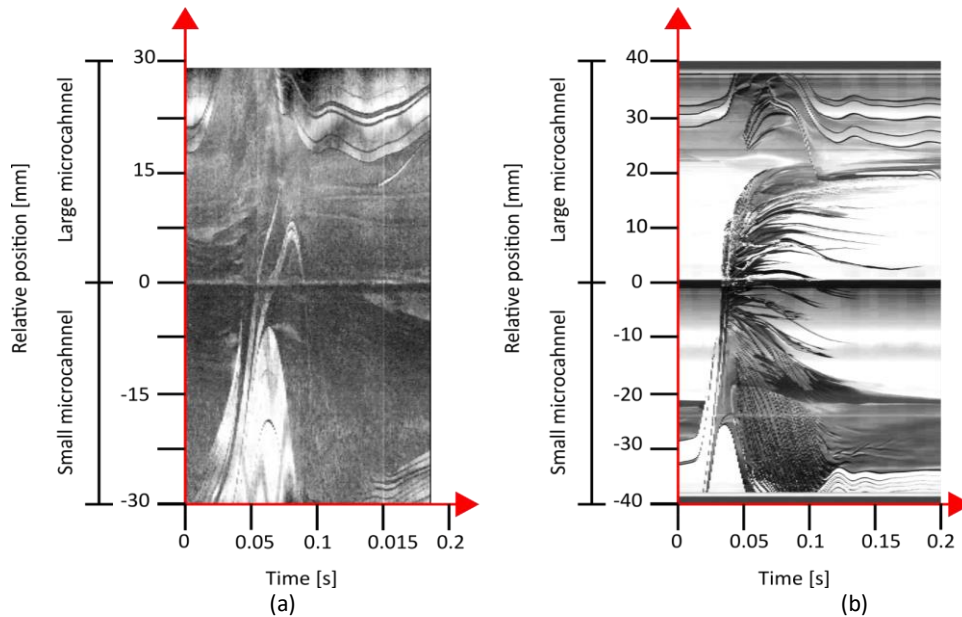 30
15
0
-15
-30
Large microcahnnel
Small microcahnnel
Relative position [mm]
0
0.05
0.1
0.015
0.2
Time [s]
(a)
40
30
20
10
0
-10
-20
-30
-40
Large microcahnnel
Small microcahnnel
Relative position [mm]
0
0.05
0.1
0.15
0.2
Time [s]
(b)